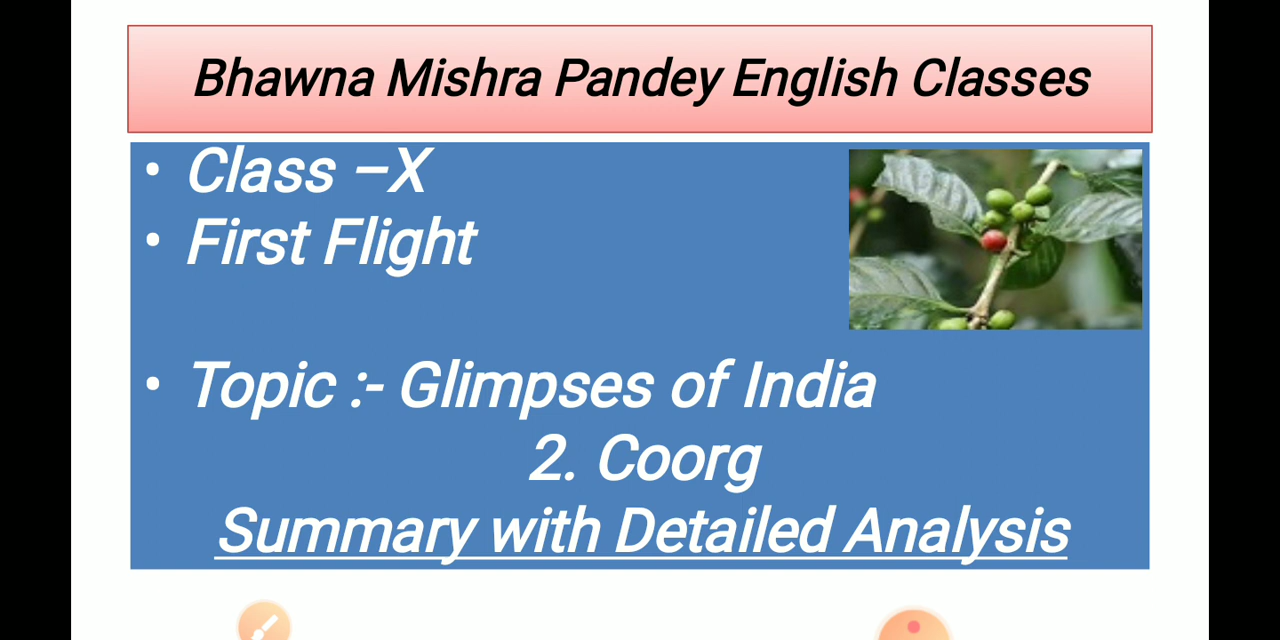 Bhawna Mishra Pandey English Classes
• Class –X
• First Flight
• Topic :- Glimpses of India
2. Coorg
Summary with Detailed Analysis